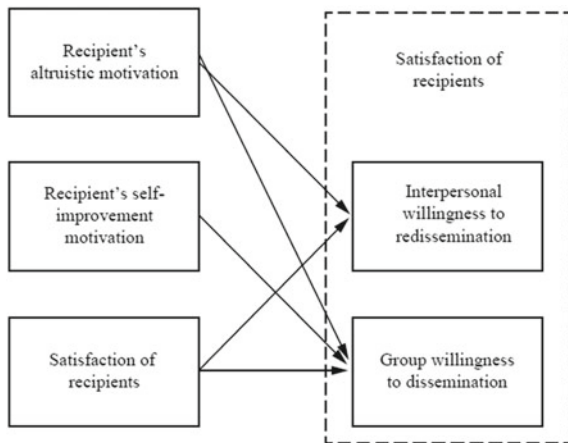 Recipient's
altruistic motivation
Satisfaction of
recipients
Recipient's self-
improvement
motivation
Interpersonal
willingness to
redissemination
Satisfaction of
recipients
Group willingness
to dissemination